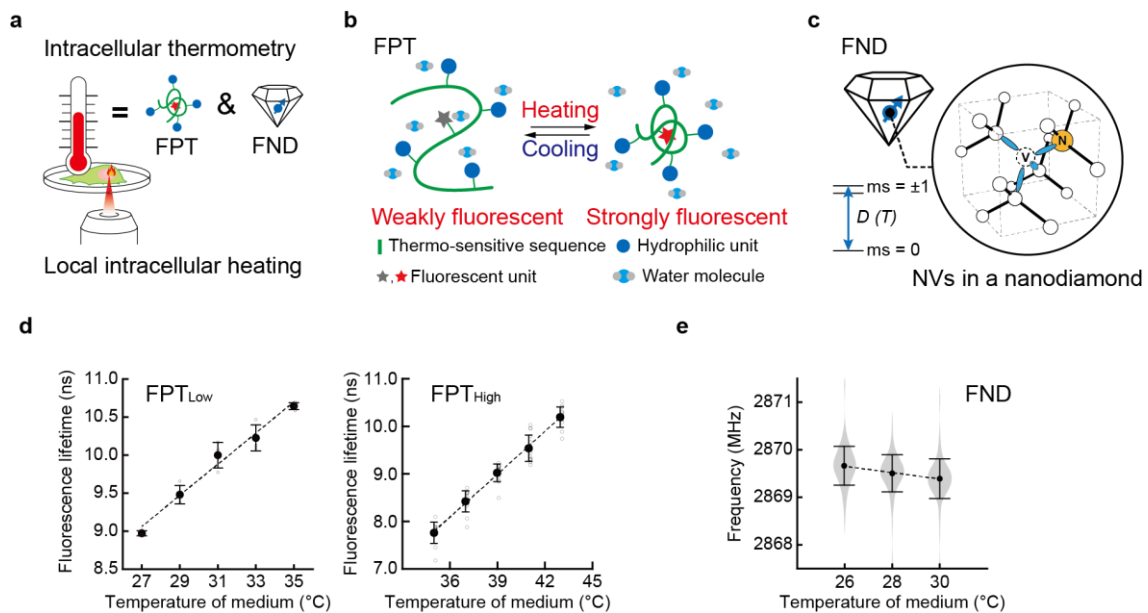 a
Intracellular thermometry
=
&
FPT
FND
Local intracellular heating
b
FPT
Heating
Cooling
Weakly fluorescent
Strongly fluorescent
Thermo-sensitive sequence
Hydrophilic unit
, Fluorescent unit
Water molecule
c
FND
ms = ±1
D (T)
ms = 0
V
N
NVs in a nanodiamond
d
FPTLow
Fluorescence lifetime (ns)
11.0
10.5
10.0
9.5
9.0
8.5
27 29 31 33 35
Temperature of medium (°C)
FPTHigh
Fluorescence lifetime (ns)
11.0
10.0
9.0
8.0
7.0
36 39 42 45
Temperature of medium (°C)
e
FND
Frequency (MHz)
2871
2870
2869
2868
26 28 30
Temperature of medium (°C)